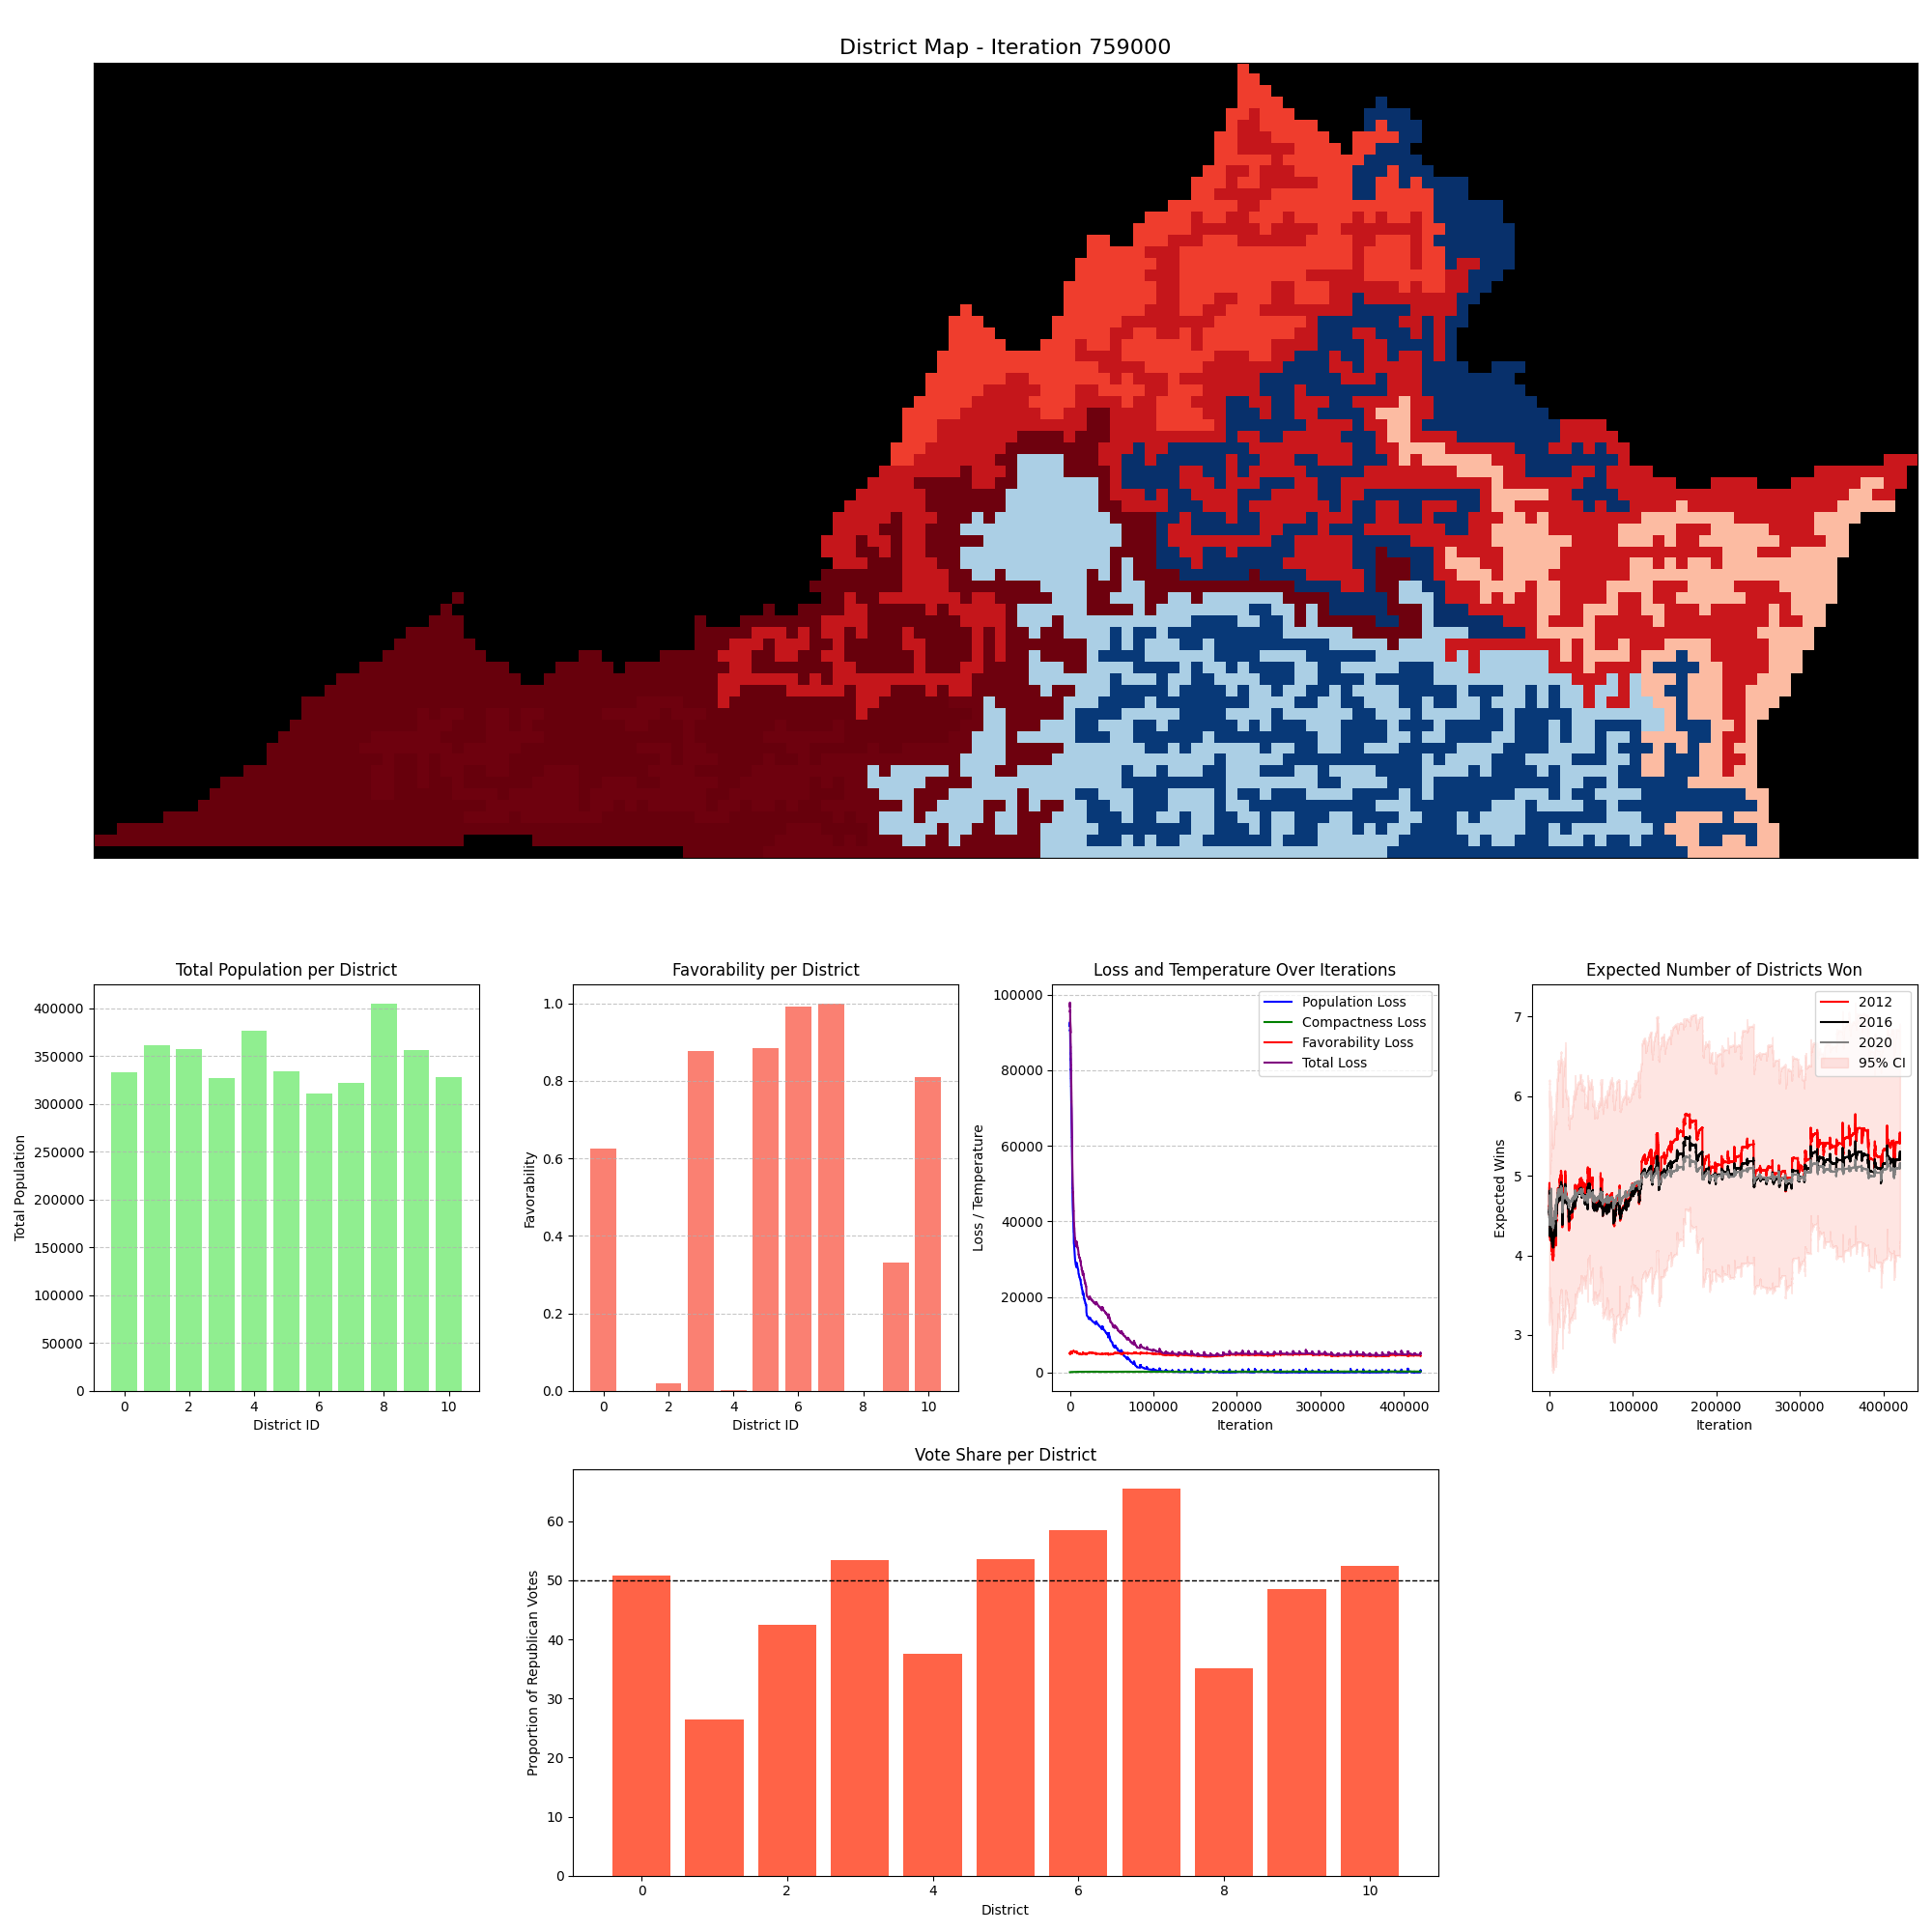 District Map - Iteration 759000
Total Population per District
Total Population
400000
350000
300000
250000
200000
150000
100000
50000
0
0 2 4 6 8 10
District ID
Favorability per District
Favorability
1.0
0.8
0.6
0.4
0.2
0.0
0 2 4 6 8 10
District ID
Loss and Temperature Over Iterations
Loss / Temperature
100000
80000
60000
40000
20000
0
Population Loss
Compactness Loss
Favorability Loss
Total Loss
0 100000 200000 300000 400000
Iteration
Expected Number of Districts Won
Expected Wins
7
6
5
4
3
2012
2016
2020
95% CI
0 100000 200000 300000 400000
Iteration
Vote Share per District
Proportion of Republican Votes
60
50
40
30
20
10
0
0 2 4 6 8 10
District